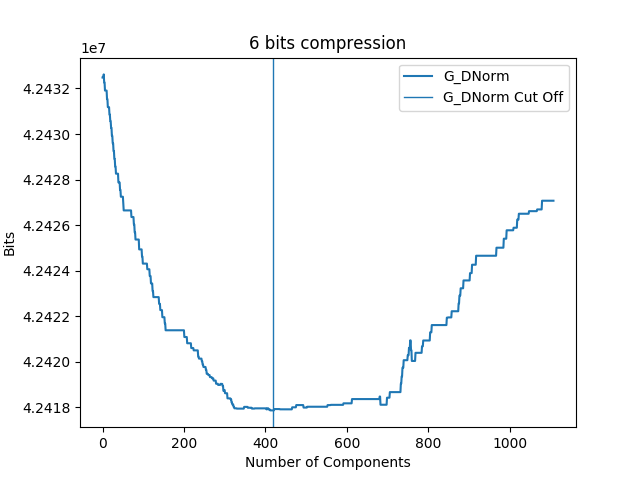 6 bits compression
1e7
G_DNorm
G_DNorm Cut Off
4.2432
4.2430
4.2428
4.2426
4.2424
4.2422
4.2420
4.2418
Bits
0 200 400 600 800 1000
Number of Components